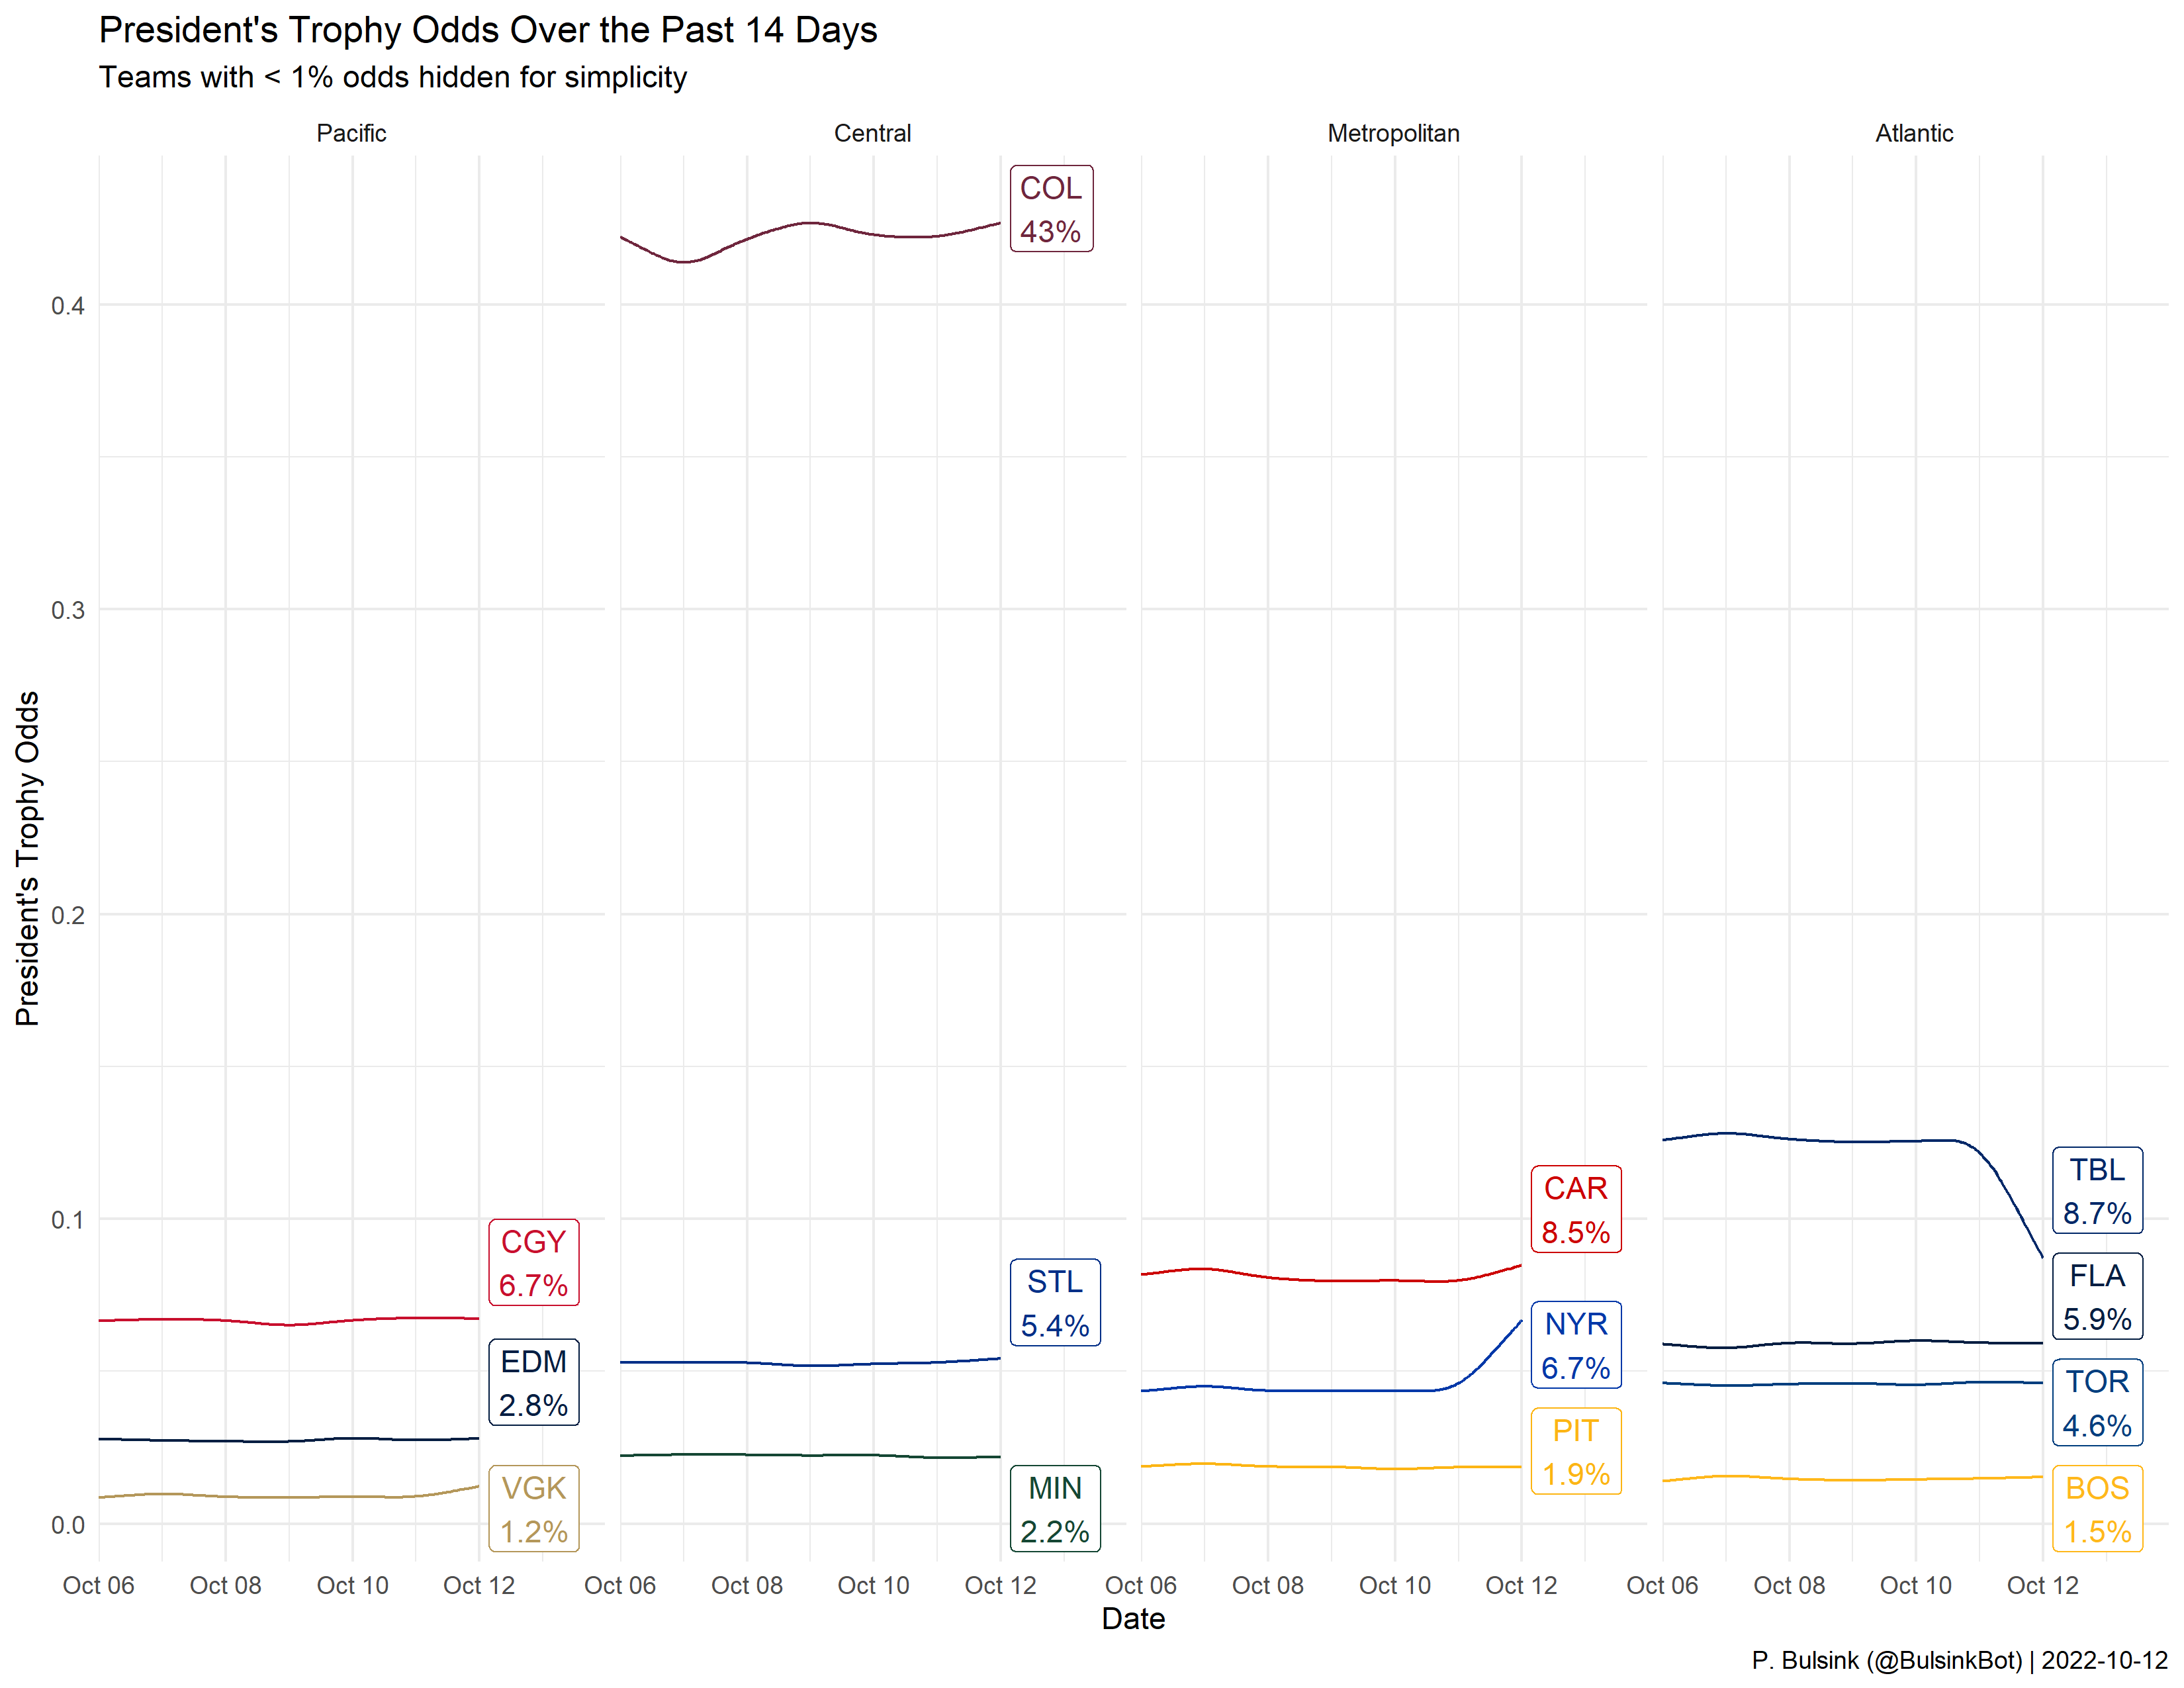 President's Trophy Odds Over the Past 14 Days
Teams with < 1% odds hidden for simplicity
Pacific
Central
Metropolitan
Atlantic
President's Trophy Odds
0.4
0.3
0.2
0.1
0.0
CGY
6.7%
EDM
2.8%
VGK
1.2%
COL
43%
STL
5.4%
MIN
2.2%
CAR
8.5%
NYR
6.7%
PIT
1.9%
TBL
8.7%
FLA
5.9%
TOR
4.6%
BOS
1.5%
Oct 06 Oct 08 Oct 10 Oct 12 Oct 06 Oct 08 Oct 10 Oct 12 Oct 06 Oct 08 Oct 10 Oct 12 Oct 06 Oct 08 Oct 10 Oct 12
Date
P. Bulsink (@BulsinkBot) | 2022-10-12